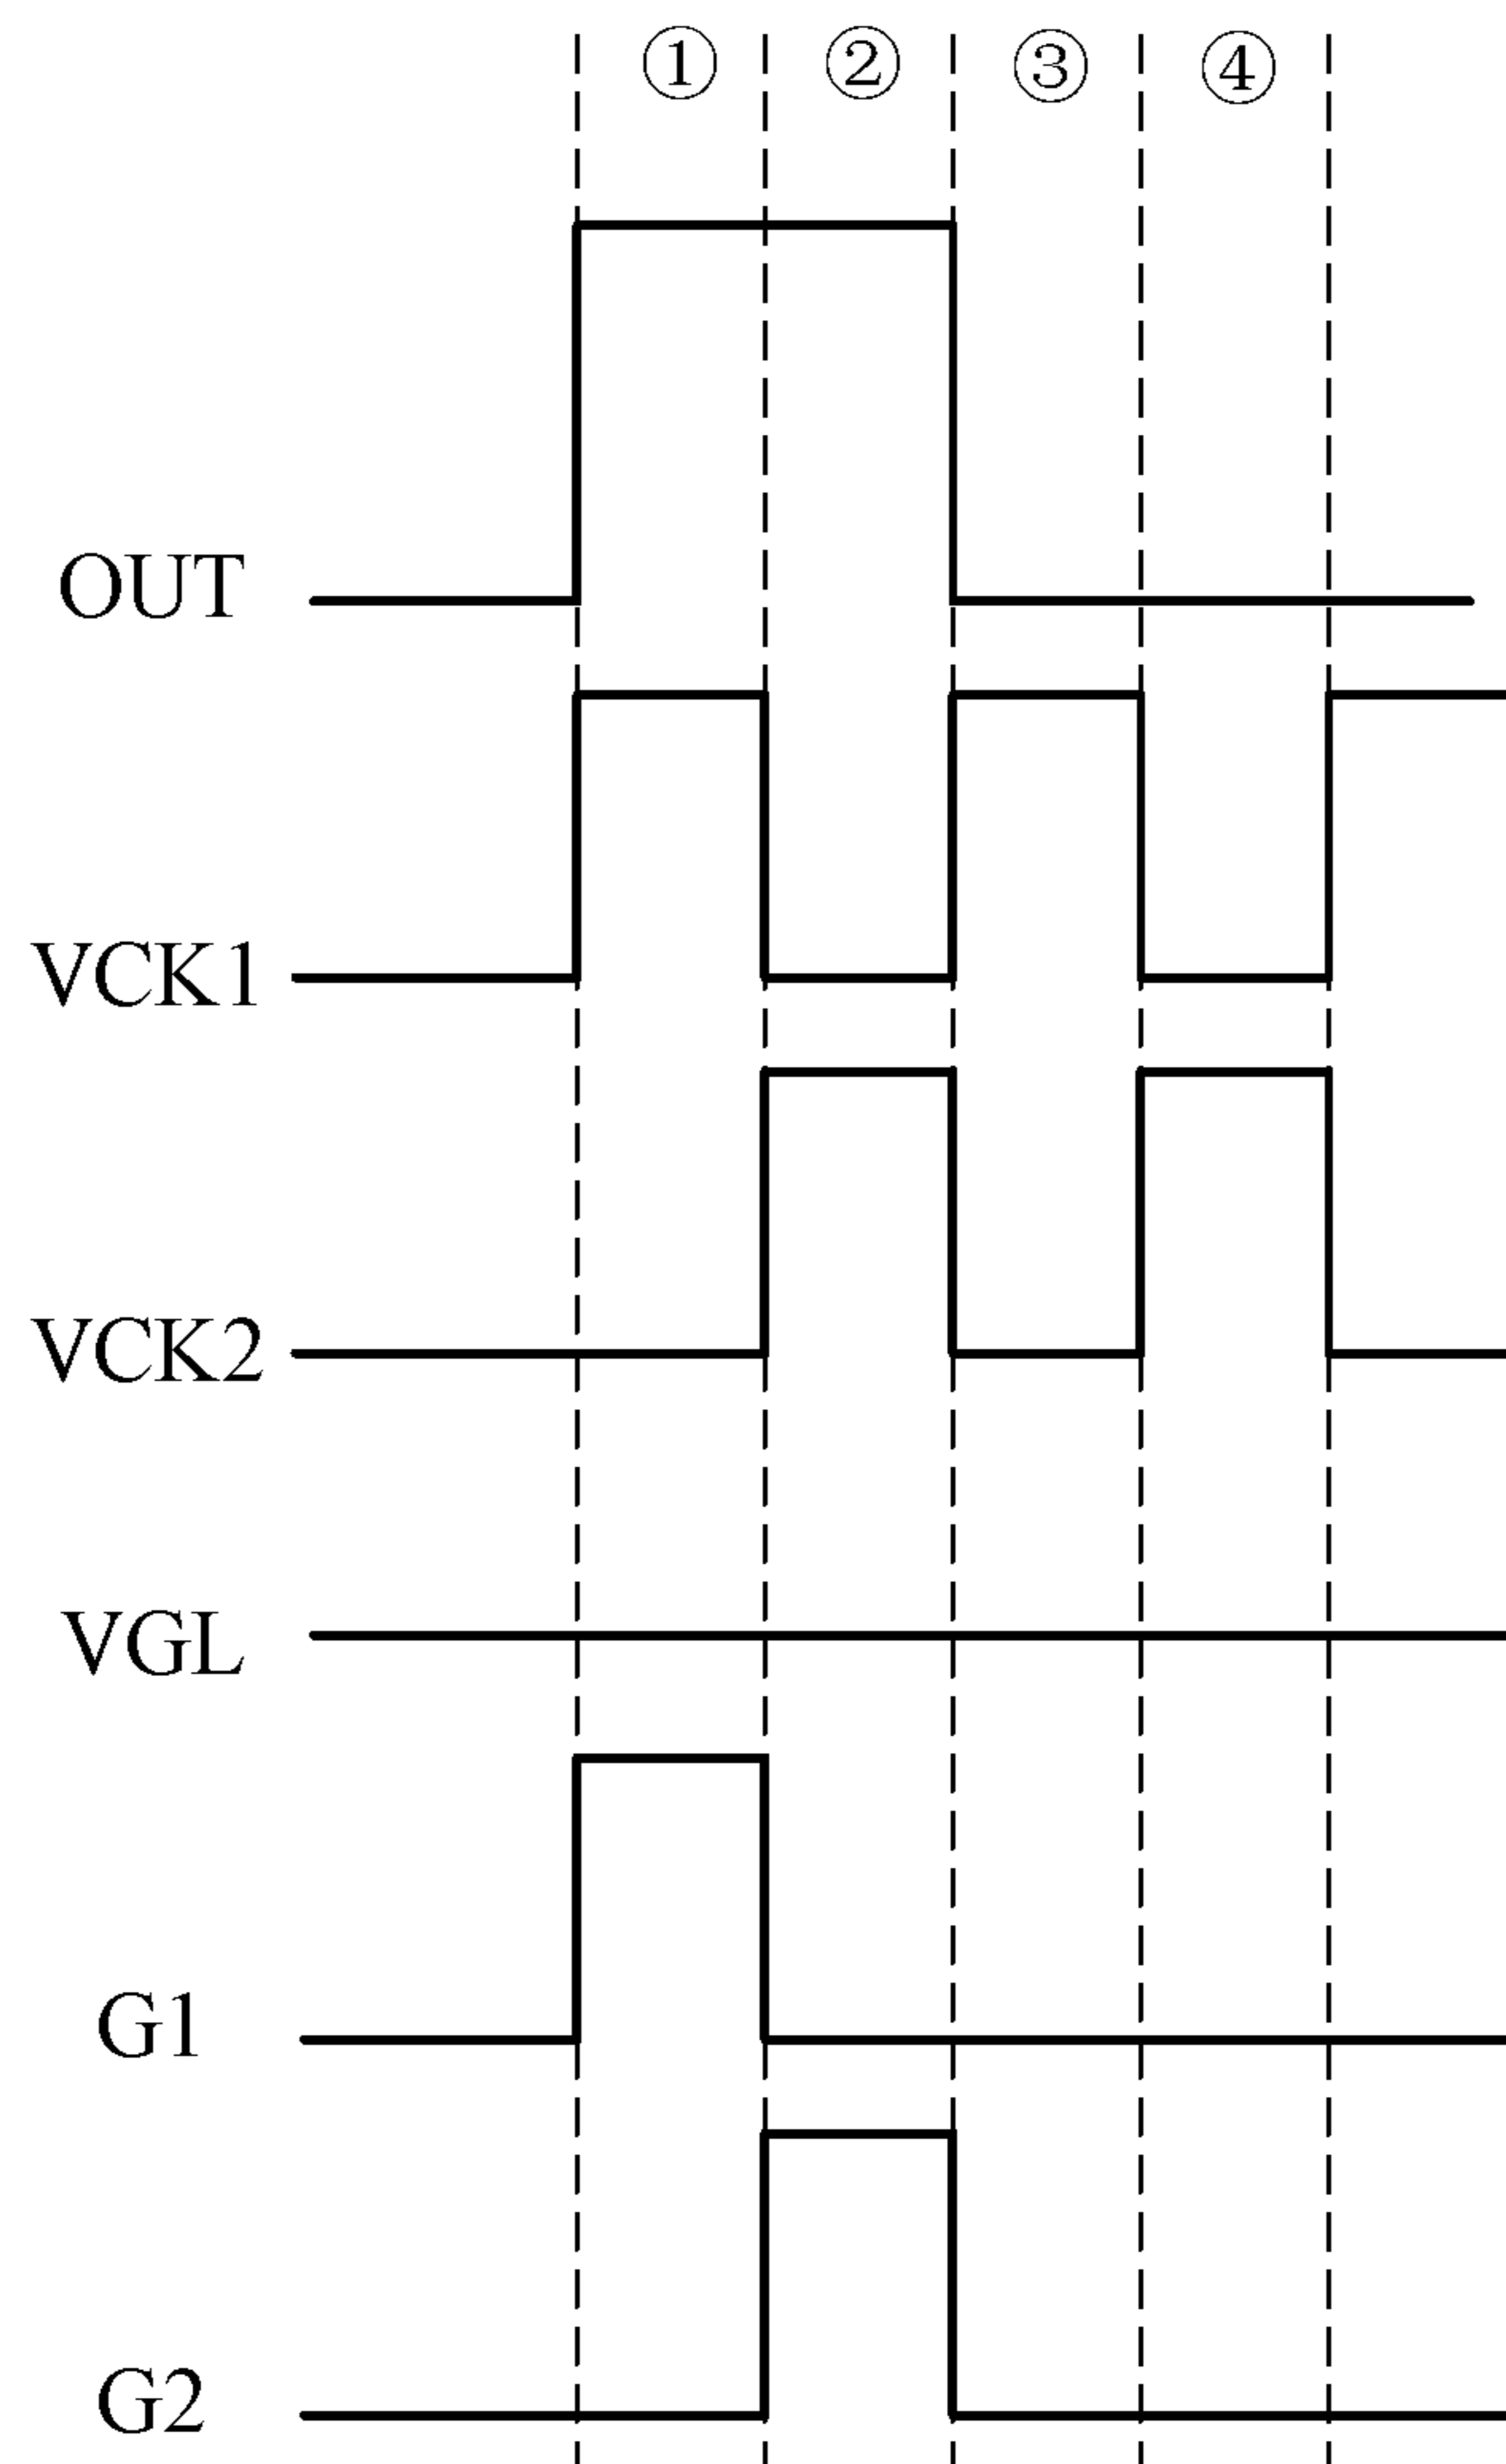 ① ② ③ ④
OUT
VCK1
VCK2
VGL
G1
G2